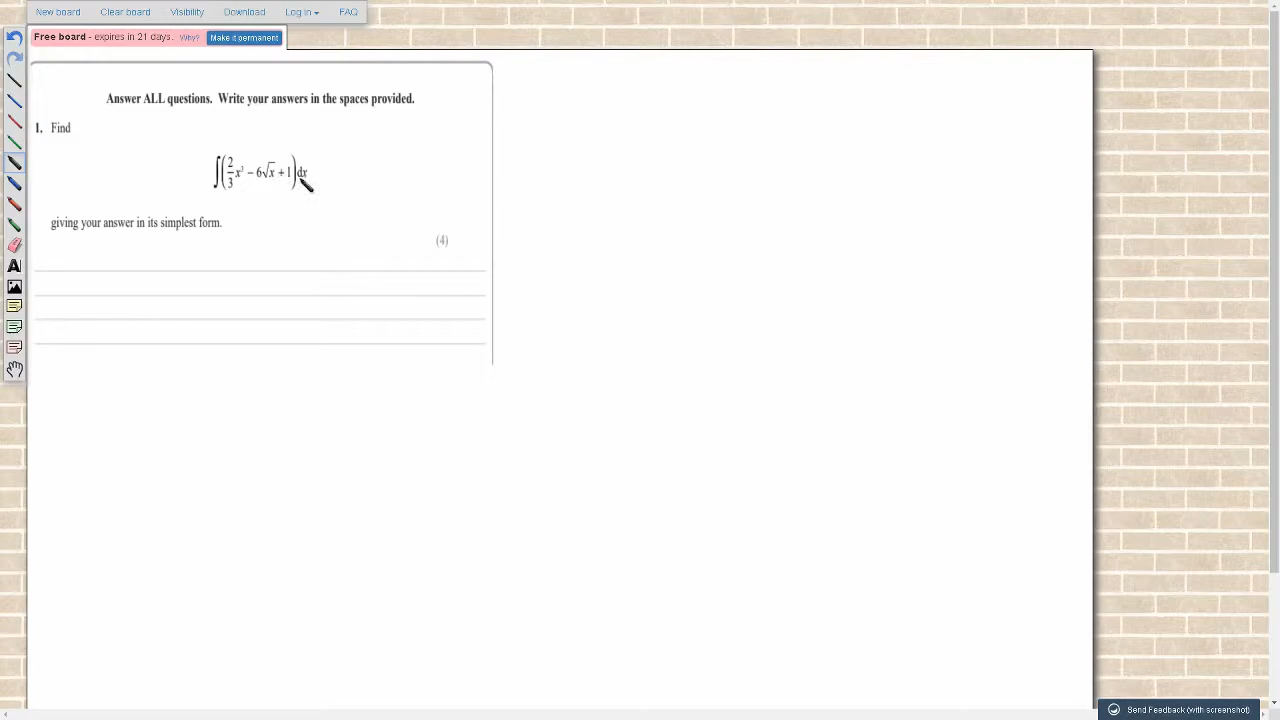 New board Clear board Visibility Log in FAQ
Free board - expires in 21 days. Why? Make it permanent
Answer ALL questions. Write your answers in the spaces provided.
1. Find
∫(2/3 x³ − 6√x + 1)dx
giving your answer in its simplest form.
(4)
A
Send Feedback (with screenshot)